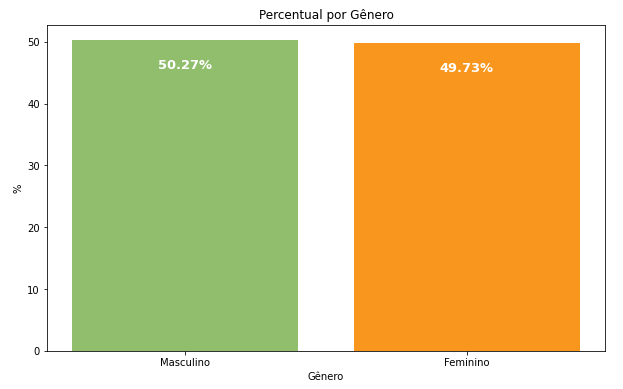 Percentual por Gênero
50
40
30
20
10
0
%
50.27%
49.73%
Masculino
Feminino
Gênero